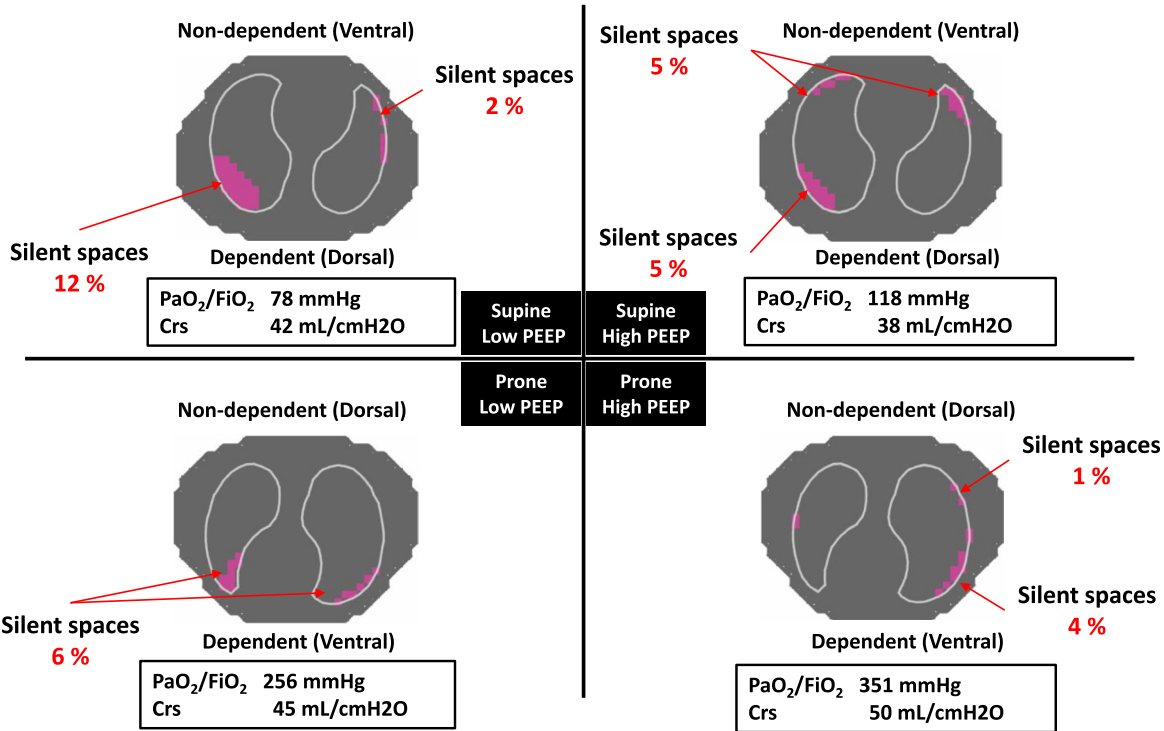 Non-dependent (Ventral)
Silent spaces
2 %
Silent spaces
12 %
Dependent (Dorsal)
PaO₂/FiO₂ 78 mmHg
Crs 42 mL/cmH2O
Supine
Low PEEP
Non-dependent (Ventral)
Silent spaces
5 %
Silent spaces
5 %
Dependent (Dorsal)
PaO₂/FiO₂ 118 mmHg
Crs 38 mL/cmH2O
Supine
High PEEP
Prone
Low PEEP
Non-dependent (Dorsal)
Silent spaces
6 %
Dependent (Ventral)
PaO₂/FiO₂ 256 mmHg
Crs 45 mL/cmH2O
Prone
High PEEP
Non-dependent (Dorsal)
Silent spaces
1 %
Silent spaces
4 %
Dependent (Ventral)
PaO₂/FiO₂ 351 mmHg
Crs 50 mL/cmH2O